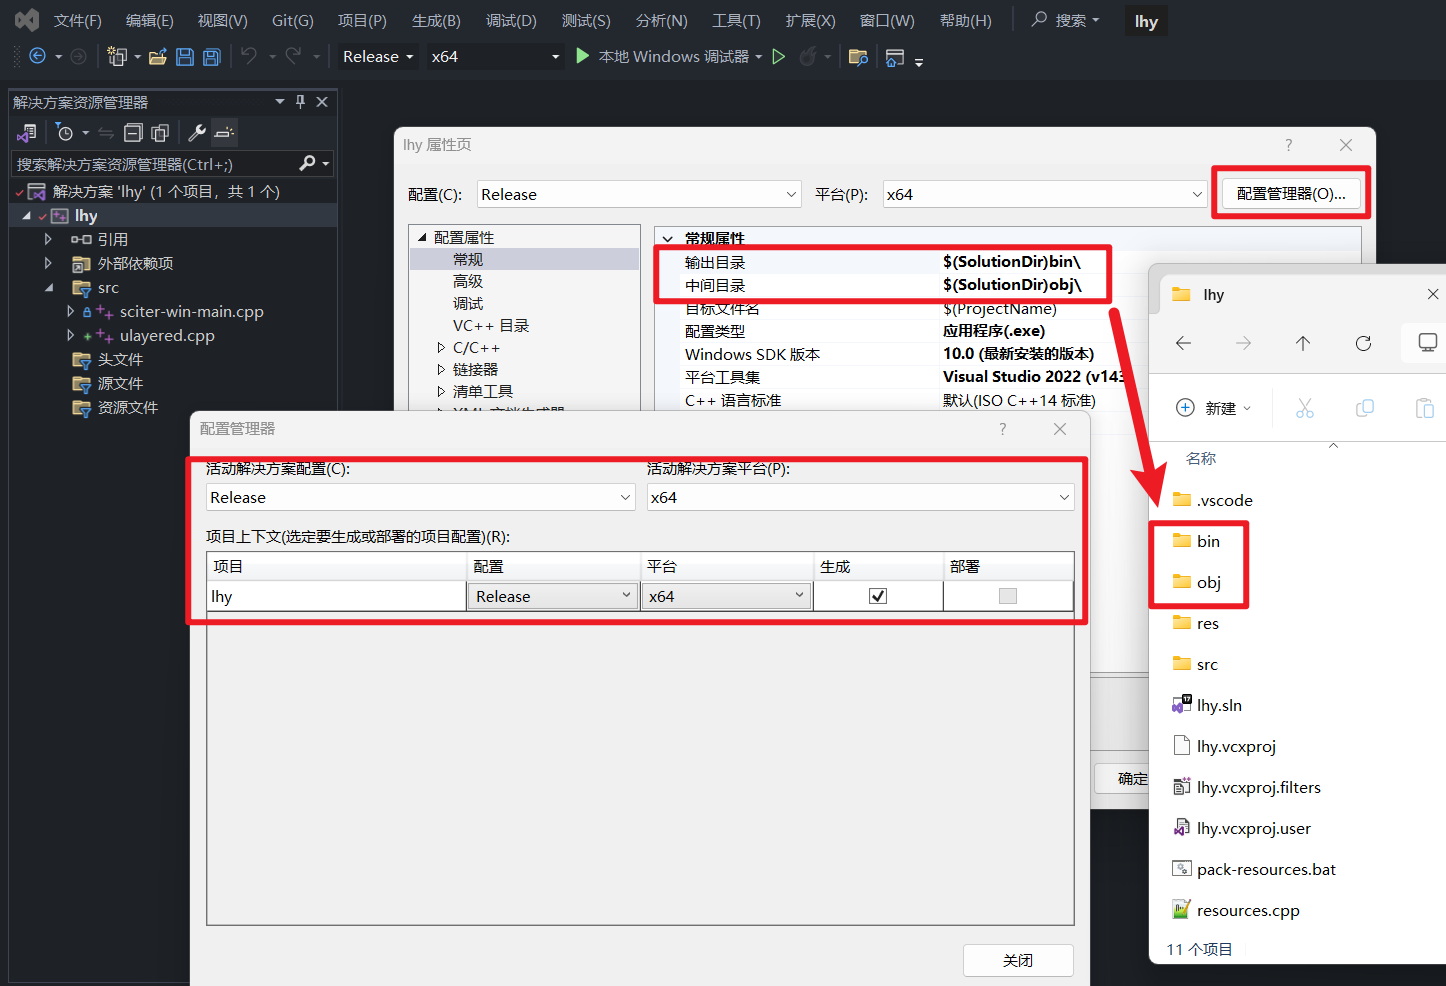 文件(F) 编辑(E) 视图(V) Git(G) 项目(P) 生成(B) 调试(D) 测试(S) 分析(N) 工具(T) 扩展(X) 窗口(W) 帮助(H) 搜索 lhy
Release x64 本地 Windows 调试器
解决方案资源管理器
搜索解决方案资源管理器(Ctrl+;)
解决方案 'lhy' (1 个项目，共 1 个)
lhy
引用
外部依赖项
src
sciter-win-main.cpp
ulayered.cpp
头文件
源文件
资源文件
lhy 属性页
配置(C): Release 平台(P): x64 配置管理器(O)...
配置属性
常规
高级
调试
VC++ 目录
C/C++
链接器
清单工具
XML 文档生成器
常规属性
输出目录 $(SolutionDir)bin\
中间目录 $(SolutionDir)obj\
目标文件名 $(ProjectName)
配置类型 应用程序(.exe)
Windows SDK 版本 10.0 (最新安装的版本)
平台工具集 Visual Studio 2022 (v143
C++ 语言标准 默认(ISO C++14 标准)
确定
配置管理器
活动解决方案配置(C): 活动解决方案平台(P):
Release x64
项目上下文(选定要生成或部署的项目配置)(R):
项目 配置 平台 生成 部署
lhy Release x64
关闭
lhy
新建
名称
.vscode
bin
obj
res
src
lhy.sln
lhy.vcxproj
lhy.vcxproj.filters
lhy.vcxproj.user
pack-resources.bat
resources.cpp
11 个项目